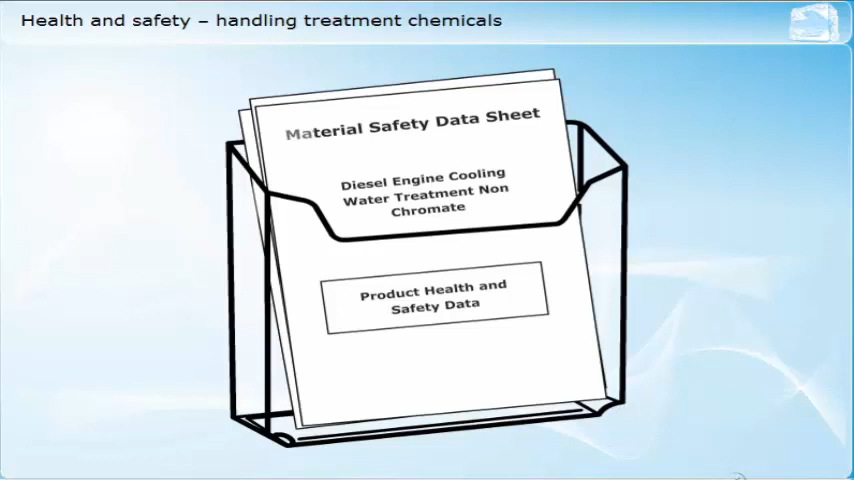 Health and safety – handling treatment chemicals
Material Safety Data Sheet
Diesel Engine Cooling
Water Treatment Non
Chromate
Product Health and
Safety Data